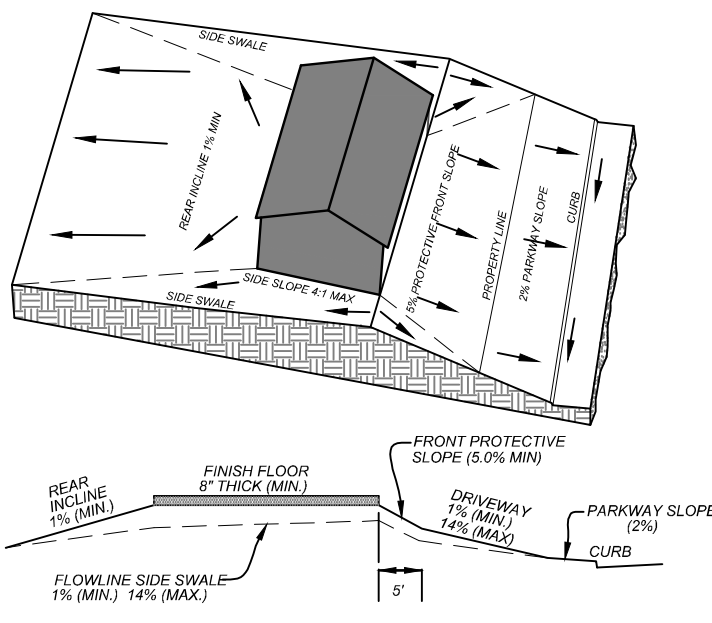 SIDE SWALE
REAR INCLINE 1% MIN
5% PROTECTIVE FRONT SLOPE
PROPERTY LINE
2% PARKWAY SLOPE
CURB
SIDE SLOPE 4:1 MAX
SIDE SWALE
FRONT PROTECTIVE
SLOPE (5.0% MIN)
FINISH FLOOR
8" THICK (MIN.)
REAR
INCLINE
1% (MIN.)
DRIVEWAY
1% (MIN.)
14% (MAX)
PARKWAY SLOPE
(2%)
CURB
FLOWLINE SIDE SWALE
1% (MIN.) 14% (MAX.)
5'